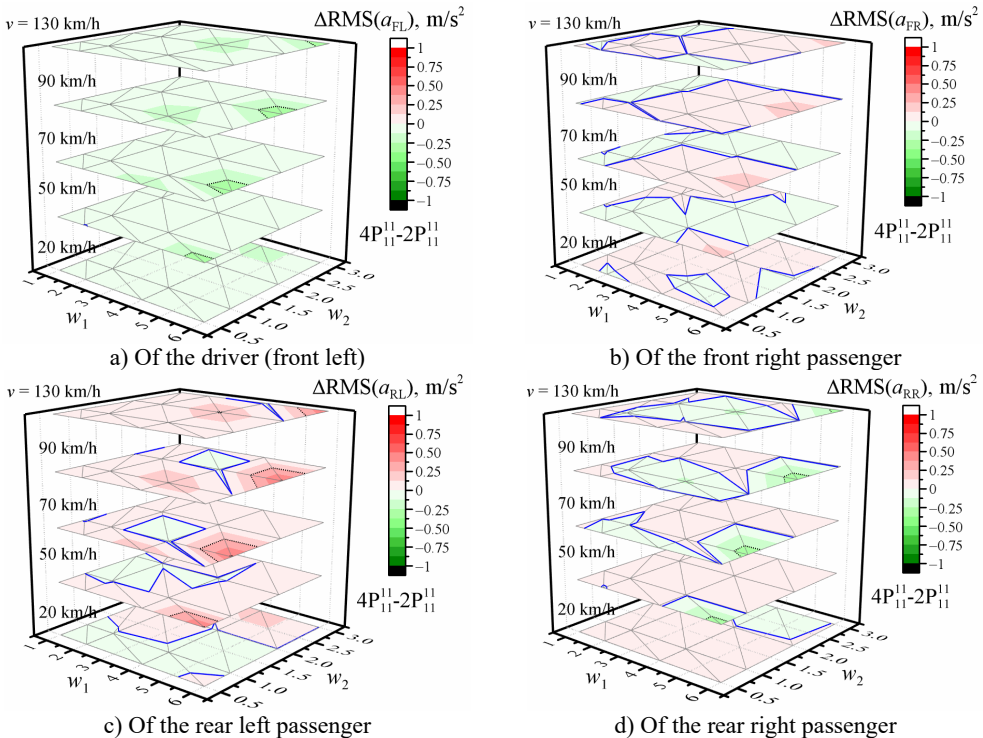 v = 130 km/h
ΔRMS(a_FL), m/s²
90 km/h
70 km/h
50 km/h
20 km/h
1
0.75
0.50
0.25
0
−0.25
−0.50
−0.75
−1
4P₁₁¹¹-2P₁₁¹¹
1 2 3 4 5 6
w₁
0.5 1.0 1.5 2.0 2.5 3.0
w₂
a) Of the driver (front left)
v = 130 km/h
ΔRMS(a_FR), m/s²
90 km/h
70 km/h
50 km/h
20 km/h
1
0.75
0.50
0.25
0
−0.25
−0.50
−0.75
−1
4P₁₁¹¹-2P₁₁¹¹
1 2 3 4 5 6
w₁
0.5 1.0 1.5 2.0 2.5 3.0
w₂
b) Of the front right passenger
v = 130 km/h
ΔRMS(a_RL), m/s²
90 km/h
70 km/h
50 km/h
20 km/h
1
0.75
0.50
0.25
0
−0.25
−0.50
−0.75
−1
4P₁₁¹¹-2P₁₁¹¹
1 2 3 4 5 6
w₁
0.5 1.0 1.5 2.0 2.5 3.0
w₂
c) Of the rear left passenger
v = 130 km/h
ΔRMS(a_RR), m/s²
90 km/h
70 km/h
50 km/h
20 km/h
1
0.75
0.50
0.25
0
−0.25
−0.50
−0.75
−1
4P₁₁¹¹-2P₁₁¹¹
1 2 3 4 5 6
w₁
0.5 1.0 1.5 2.0 2.5 3.0
w₂
d) Of the rear right passenger